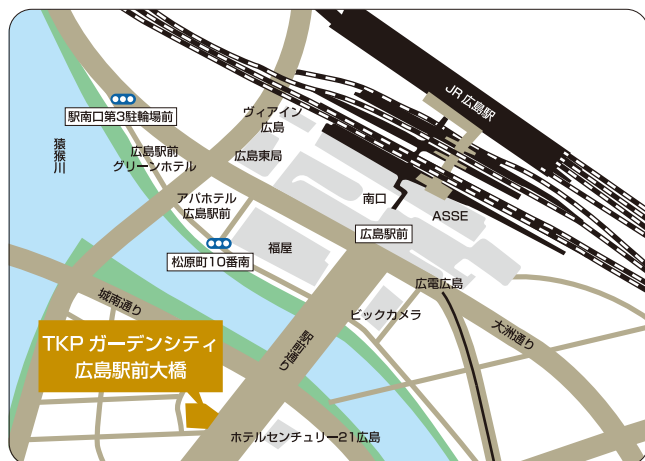 JR広島駅
駅南口第3駐輪場前
ヴィアイン
広島
猿猴川
広島駅前
グリーンホテル
広島東局
アパホテル
広島駅前
南口
ASSE
広島駅前
福屋
松原町10番南
広電広島
城南通り
ビックカメラ
大洲通り
駅前通り
TKP ガーデンシティ
広島駅前大橋
ホテルセンチュリー21広島